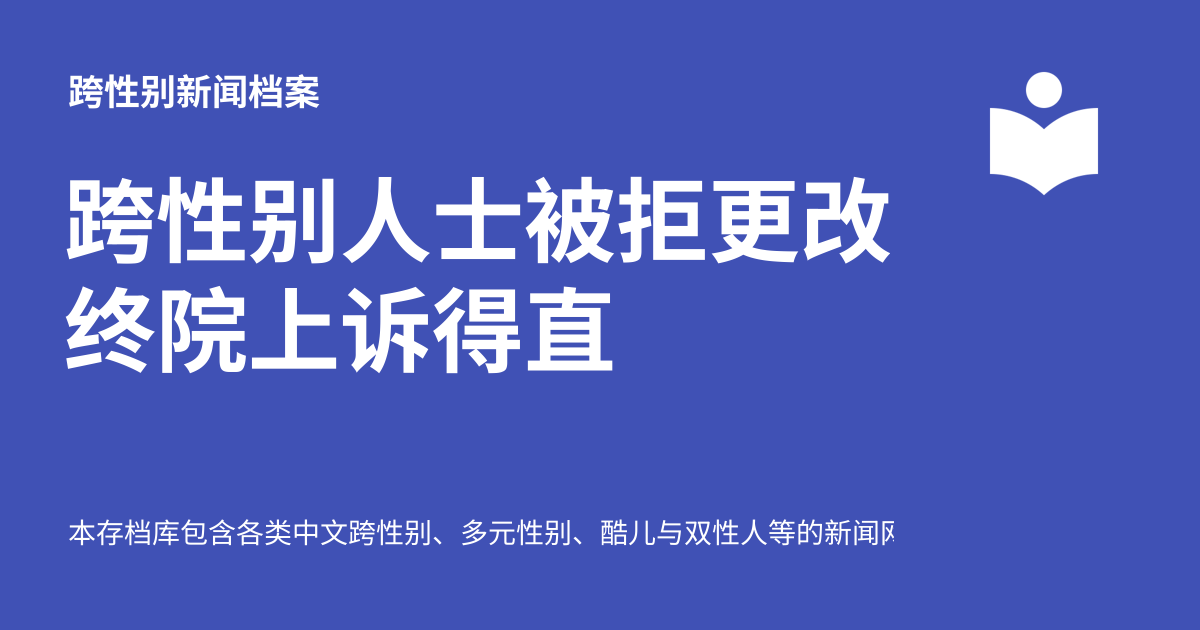 跨性别新闻档案
跨性别人士被拒更改
终院上诉得直
本存档库包含各类中文跨性别、多元性别、酷儿与双性人等的新闻网